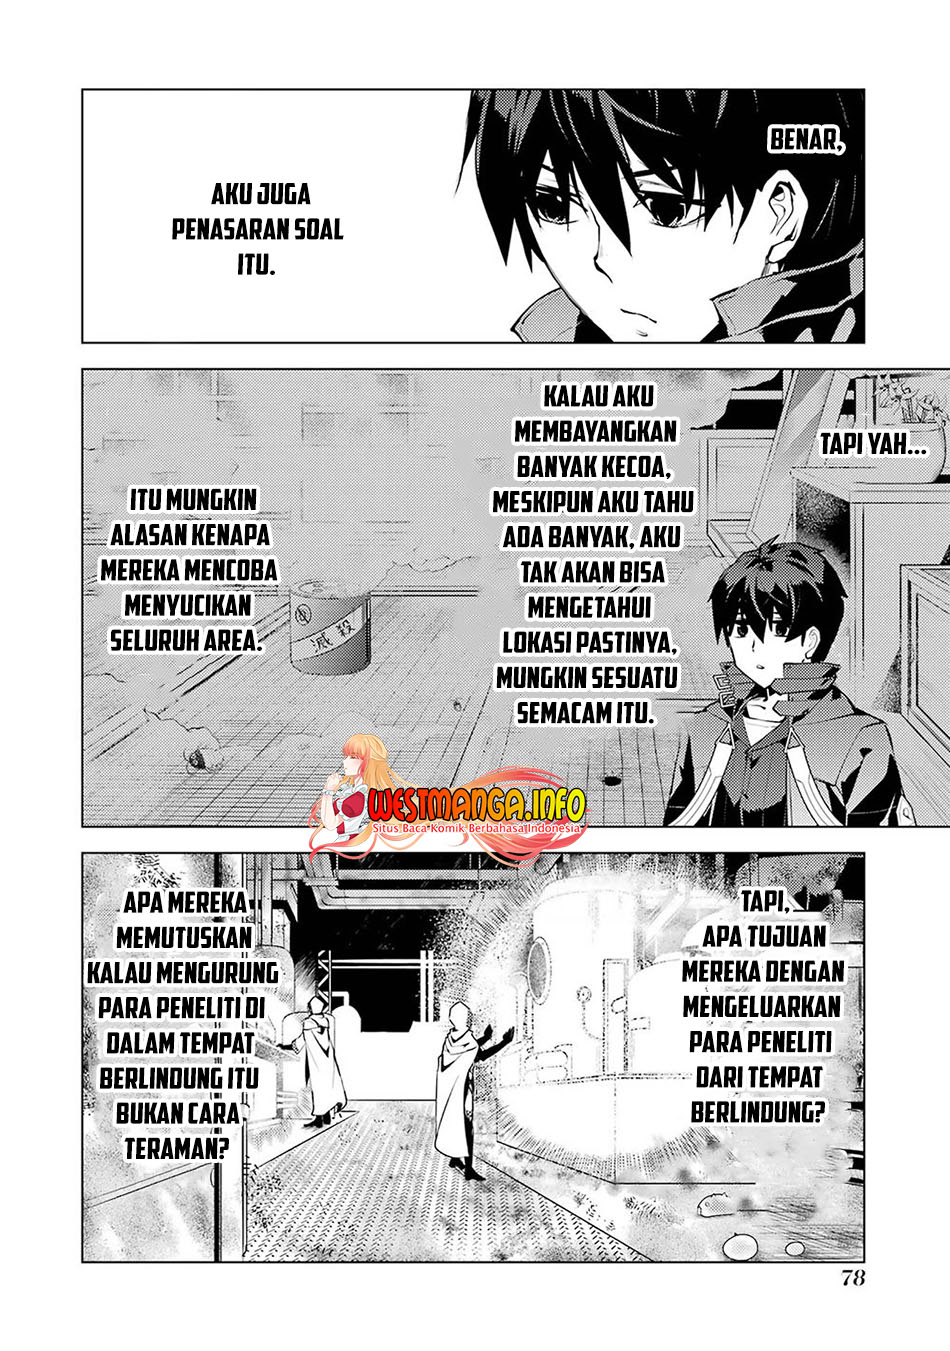 BENAR,
AKU JUGA
PENASARAN SOAL
ITU.
TAPI YAH...
KALAU AKU
MEMBAYANGKAN
BANYAK KECOA,
MESKIPUN AKU TAHU
ADA BANYAK, AKU
TAK AKAN BISA
MENGETAHUI
LOKASI PASTINYA,
MUNGKIN SESUATU
SEMACAM ITU.
ITU MUNGKIN
ALASAN KENAPA
MEREKA MENCOBA
MENYUCIKAN
SELURUH AREA.
滅殺
WESTMANGA.INFO
Situs Baca Komik Berbahasa Indonesia
TAPI,
APA TUJUAN
MEREKA DENGAN
MENGELUARKAN
PARA PENELITI
DARI TEMPAT
BERLINDUNG?
APA MEREKA
MEMUTUSKAN
KALAU MENGURUNG
PARA PENELITI DI
DALAM TEMPAT
BERLINDUNG ITU
BUKAN CARA
TERAMAN?
78